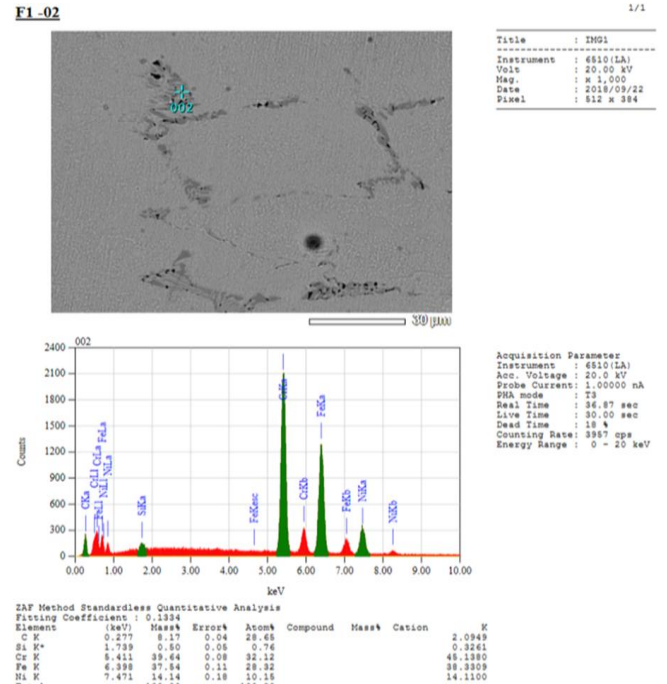 F1 -02
1/1
Title : IMG1
Instrument : 6510(LA)
Volt : 20.00 kV
Mag. : x 1,000
Date : 2018/09/22
Pixel : 512 x 384
002
30 µm
002
2400
2100
1800
1500
1200
900
600
300
0
Counts
CKa
FeLl
CrLl
CrLa
NiLl
FeLa
NiLa
SiKa
FeKesc
CrKa
CrKb
FeKa
FeKb
NiKa
NiKb
0.00 1.00 2.00 3.00 4.00 5.00 6.00 7.00 8.00 9.00 10.00
keV
Acquisition Parameter
Instrument : 6510(LA)
Acc. Voltage : 20.0 kV
Probe Current: 1.00000 nA
PHA mode : T3
Real Time : 36.87 sec
Live Time : 30.00 sec
Dead Time : 18 %
Counting Rate: 3957 cps
Energy Range : 0 - 20 keV
ZAF Method Standardless Quantitative Analysis
Fitting Coefficient : 0.1334
Element (keV) Mass% Error% Atom% Compound Mass% Cation K
C K 0.277 8.17 0.04 28.65 2.0949
Si K* 1.739 0.50 0.05 0.76 0.3261
Cr K 5.411 39.64 0.08 32.12 45.1380
Fe K 6.398 37.54 0.11 28.32 38.3309
Ni K 7.471 14.14 0.18 10.15 14.1100